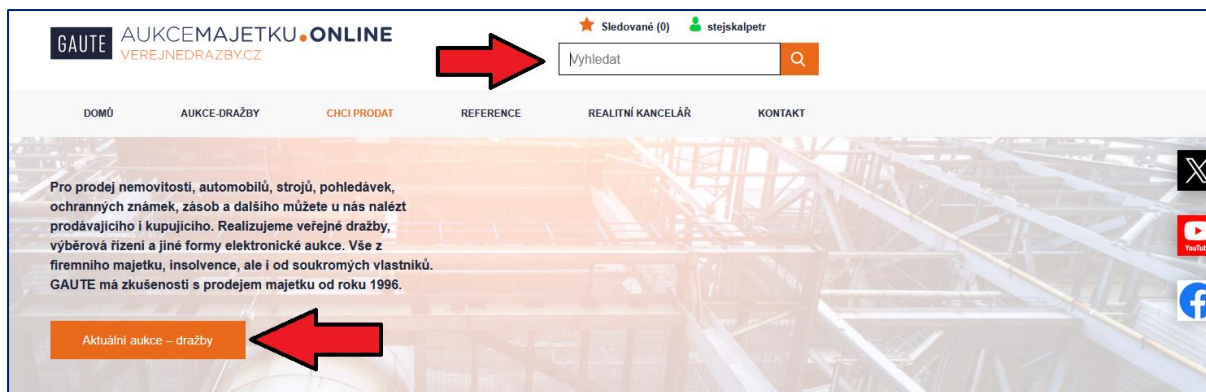 Sledované (0) stejskalpetr
GAUTE AUKCEMAJETKU.ONLINE
VEREJNEDRAZBY.CZ
Vyhledat
DOMŮ AUKCE-DRAŽBY CHCI PRODAT REFERENCE REALITNÍ KANCELÁŘ KONTAKT
Pro prodej nemovitostí, automobilů, strojů, pohledávek,
ochranných známek, zásob a dalšího můžete u nás nalézt
prodávajícího i kupujícího. Realizujeme veřejné dražby,
výběrová řízení a jiné formy elektronické aukce. Vše z
firemního majetku, insolvence, ale i od soukromých vlastníků.
GAUTE má zkušenosti s prodejem majetku od roku 1996.
Aktuální aukce – dražby
X
YouTub
f